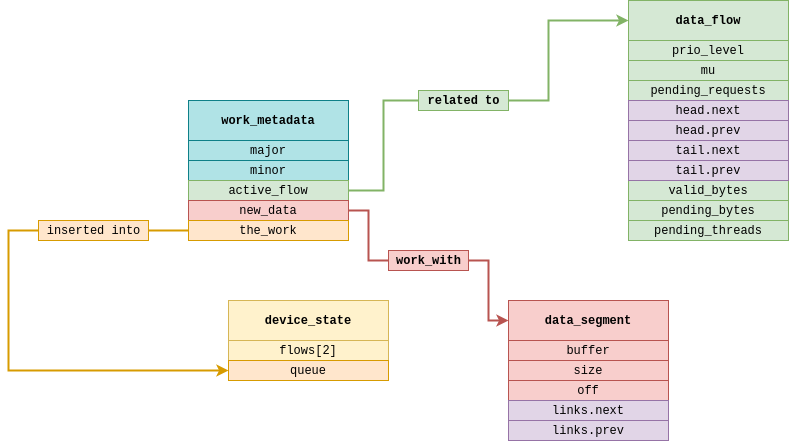 data_flow
prio_level
mu
pending_requests
head.next
head.prev
tail.next
tail.prev
valid_bytes
pending_bytes
pending_threads
related to
work_metadata
major
minor
active_flow
new_data
the_work
inserted into
work_with
device_state
flows[2]
queue
data_segment
buffer
size
off
links.next
links.prev